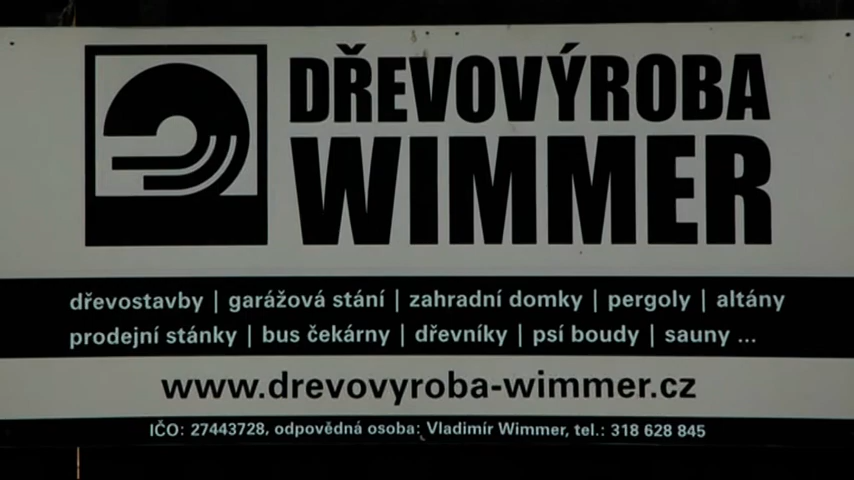 DŘEVOVÝROBA
WIMMER
dřevostavby | garážová stání | zahradní domky | pergoly | altány
prodejní stánky | bus čekárny | dřevníky | psí boudy | sauny ...
www.drevovyroba-wimmer.cz
IČO: 27443728, odpovědná osoba: Vladimír Wimmer, tel.: 318 628 845